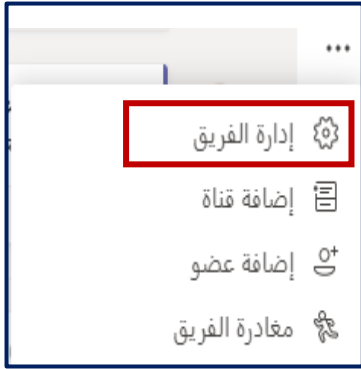 إدارة الفريق
إضافة قناة
إضافة عضو
مغادرة الفريق